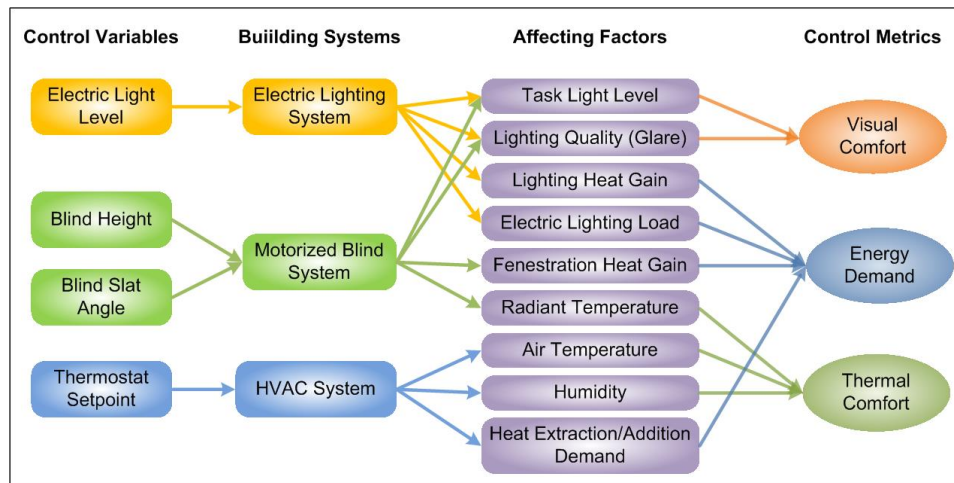 Control Variables
Buiilding Systems
Affecting Factors
Control Metrics
Electric Light
Level
Blind Height
Blind Slat
Angle
Thermostat
Setpoint
Electric Lighting
System
Motorized Blind
System
HVAC System
Task Light Level
Lighting Quality (Glare)
Lighting Heat Gain
Electric Lighting Load
Fenestration Heat Gain
Radiant Temperature
Air Temperature
Humidity
Heat Extraction/Addition
Demand
Visual
Comfort
Energy
Demand
Thermal
Comfort